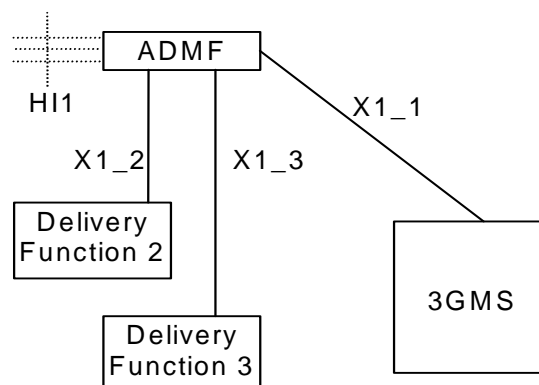 ADMF
HI1
X1_1
X1_2
X1_3
Delivery
Function 2
3GMS
Delivery
Function 3